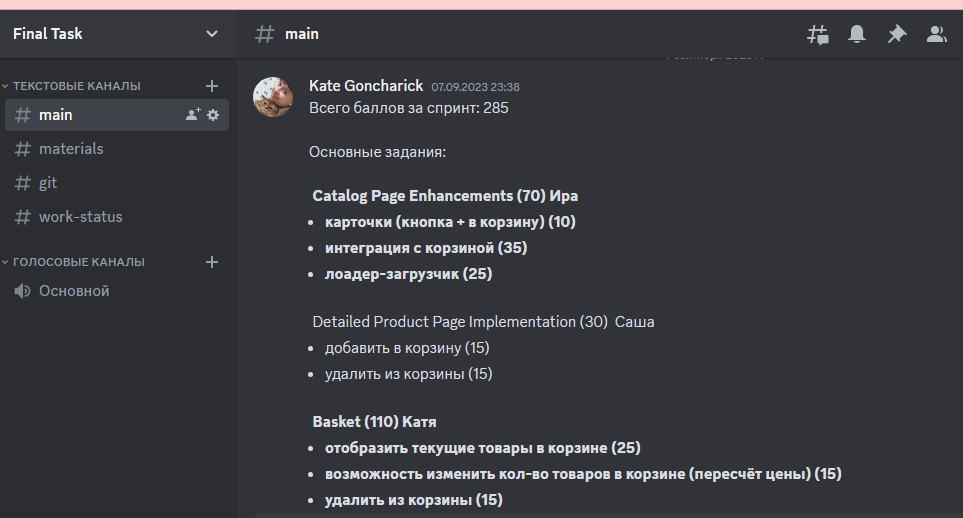 Final Task
main
ТЕКСТОВЫЕ КАНАЛЫ
main
materials
git
work-status
ГОЛОСОВЫЕ КАНАЛЫ
Основной
Kate Goncharick 07.09.2023 23:38
Всего баллов за спринт: 285
Основные задания:
Catalog Page Enhancements (70) Ира
карточки (кнопка + в корзину) (10)
интеграция с корзиной (35)
лоадер-загрузчик (25)
Detailed Product Page Implementation (30) Саша
добавить в корзину (15)
удалить из корзины (15)
Basket (110) Катя
отобразить текущие товары в корзине (25)
возможность изменить кол-во товаров в корзине (пересчёт цены) (15)
удалить из корзины (15)